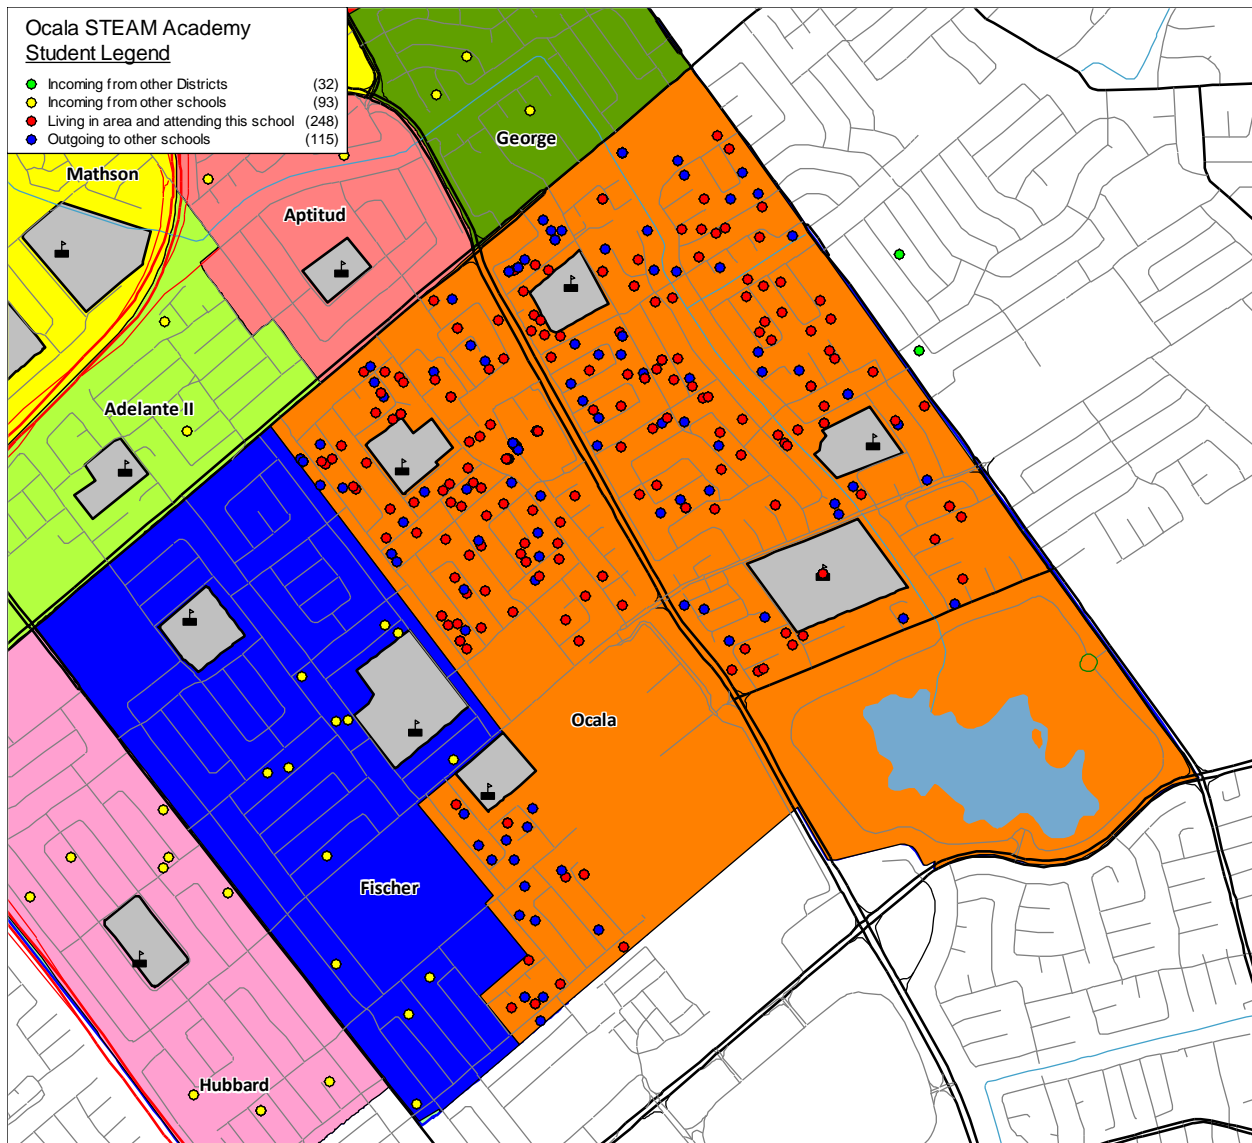 Ocala STEAM Academy
Student Legend
Incoming from other Districts (32)
Incoming from other schools (93)
Living in area and attending this school (248)
Outgoing to other schools (115)
George
Mathson
Aptitud
Adelante II
Ocala
Fischer
Hubbard